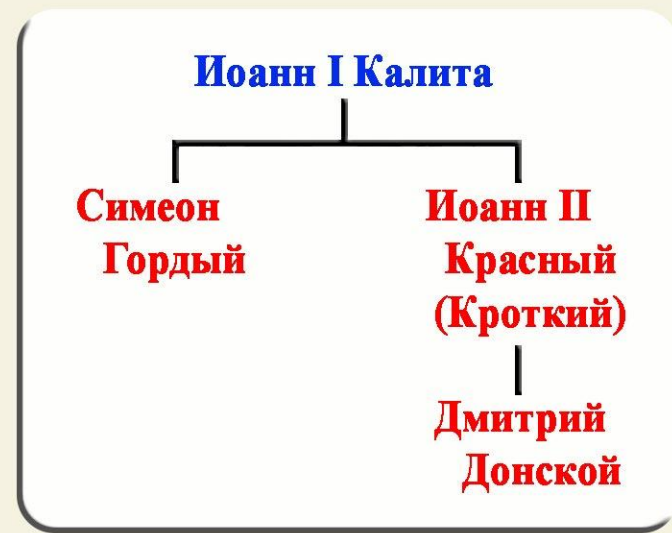 Иоанн I Калита
Симеон
Гордый
Иоанн II
Красный
(Кроткий)
Дмитрий
Донской